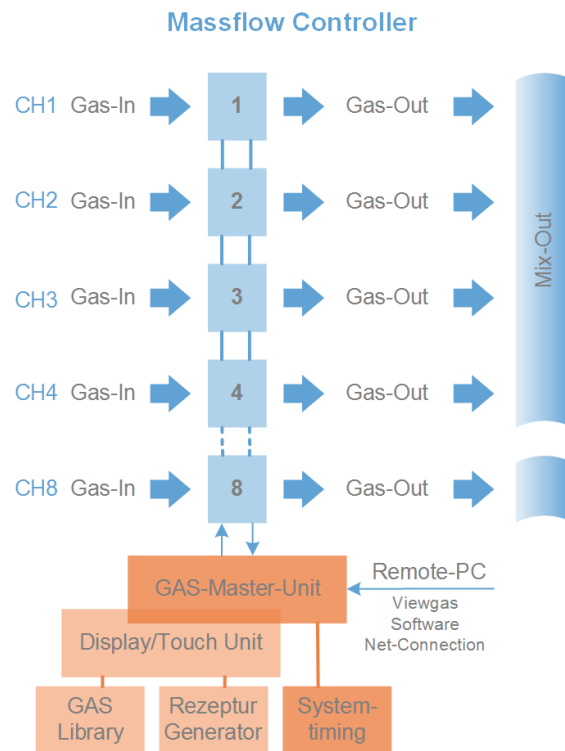 Massflow Controller
CH1 Gas-In 1 Gas-Out
CH2 Gas-In 2 Gas-Out
CH3 Gas-In 3 Gas-Out
CH4 Gas-In 4 Gas-Out
CH8 Gas-In 8 Gas-Out
Mix-Out
GAS-Master-Unit
Remote-PC
Viewgas
Software
Net-Connection
Display/Touch Unit
GAS
Library
Rezeptur
Generator
System-
timing